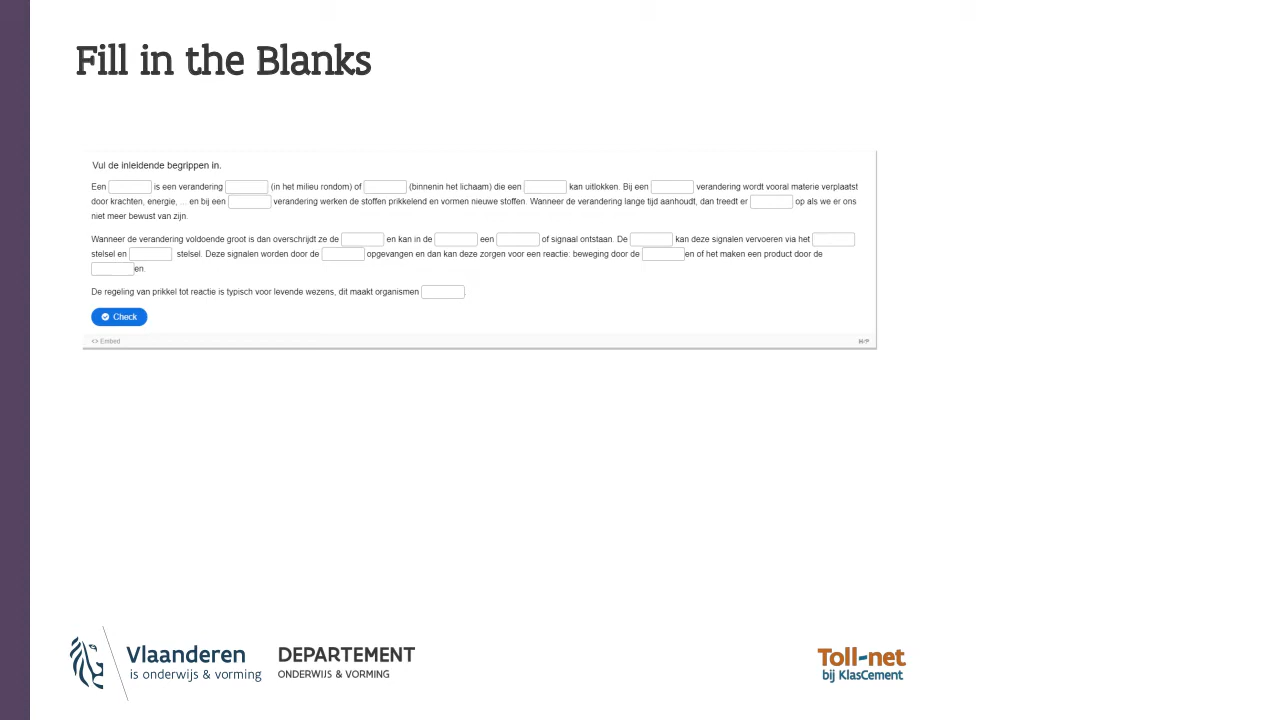 Fill in the Blanks
Vul de inleidende begrippen in.
Een is een verandering (in het milieu rondom) of (binnenin het lichaam) die een kan uitlokken. Bij een verandering wordt vooral materie verplaatst
door krachten, energie, ... en bij een verandering werken de stoffen prikkelend en vormen nieuwe stoffen. Wanneer de verandering lange tijd aanhoudt, dan treedt er op als we er ons
niet meer bewust van zijn.
Wanneer de verandering voldoende groot is dan overschrijdt ze de en kan in de een of signaal ontstaan. De kan deze signalen vervoeren via het
stelsel en stelsel. Deze signalen worden door de opgevangen en dan kan deze zorgen voor een reactie: beweging door de en of het maken een product door de
en.
De regeling van prikkel tot reactie is typisch voor levende wezens, dit maakt organismen .
Check
<> Embed
H-P
Vlaanderen
is onderwijs & vorming
DEPARTEMENT
ONDERWIJS & VORMING
Toll-net
bij KlasCement